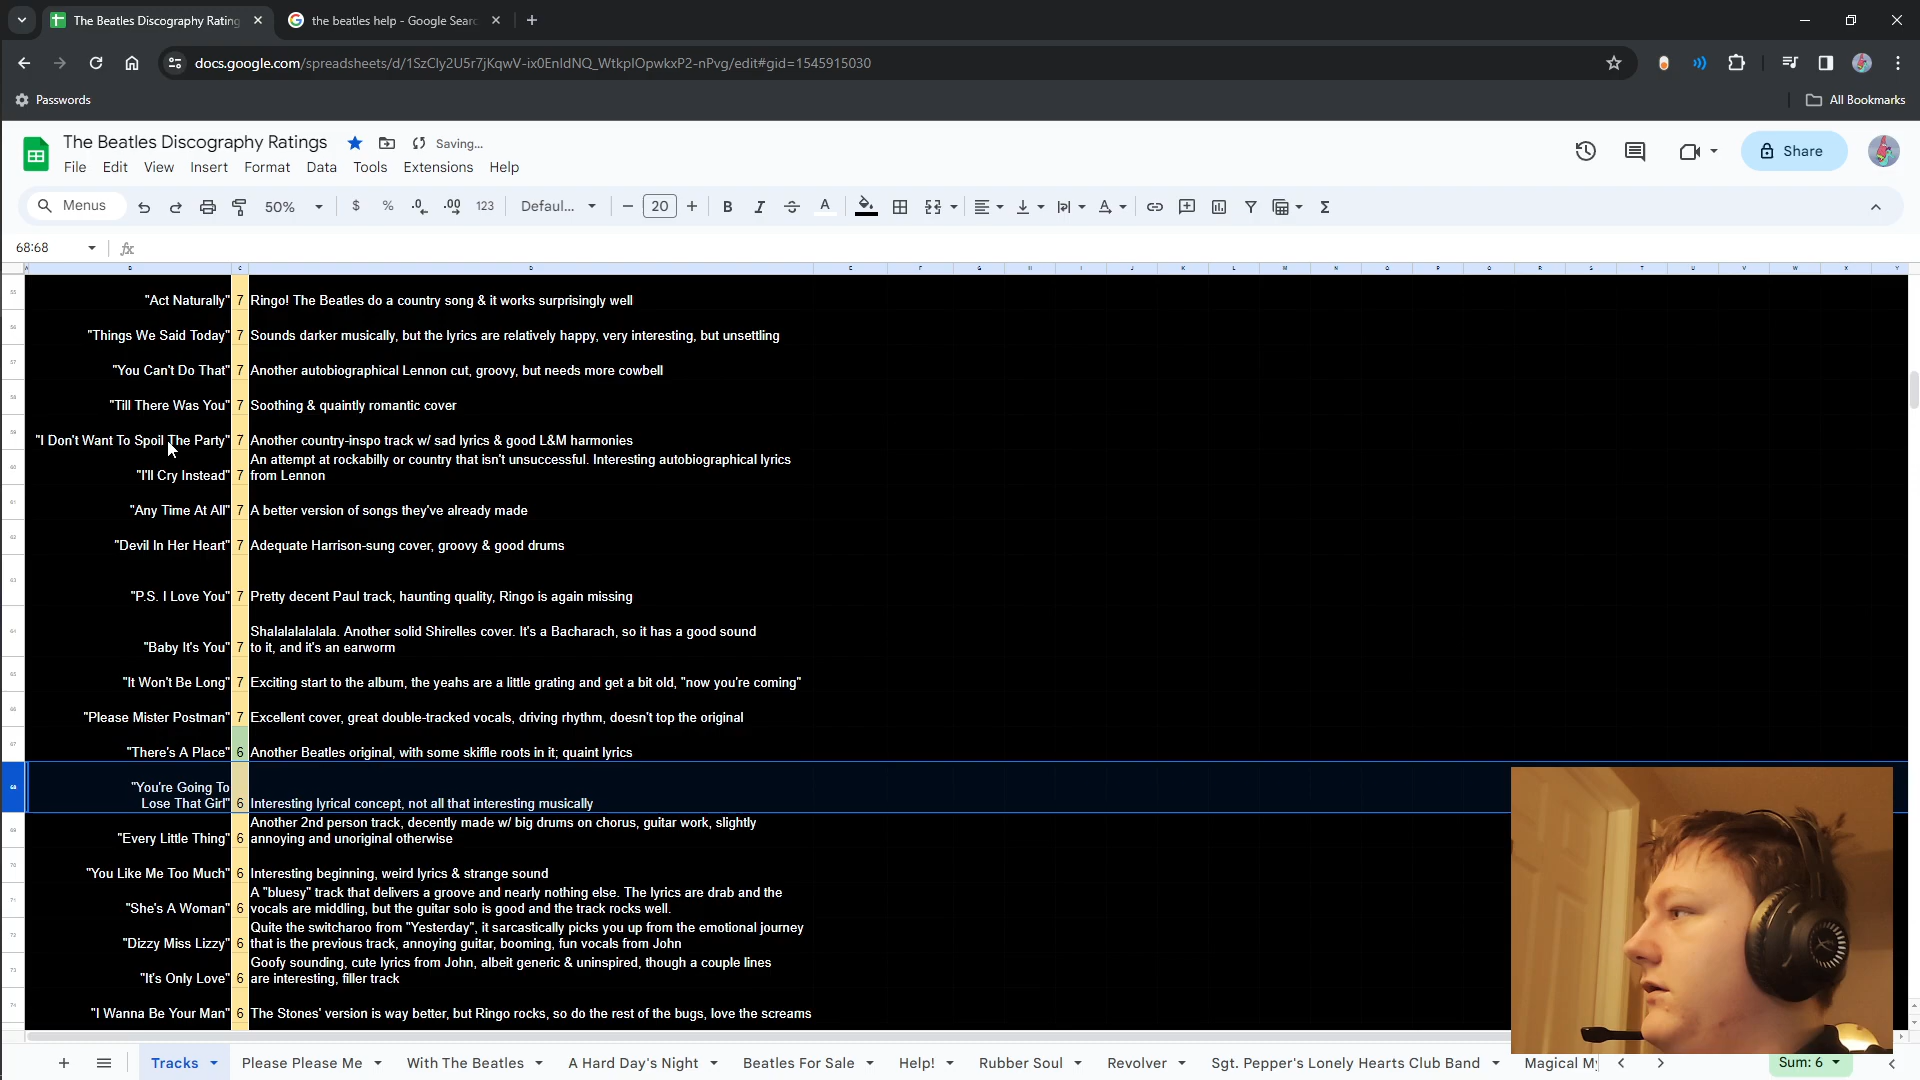 The Beatles Discography Rating
the beatles help - Google Searc
docs.google.com/spreadsheets/d/1SzCly2U5r7jKqwV-ix0EnIdNQ_WtkpIOpwkxP2-nPvg/edit#gid=1545915030
Passwords
All Bookmarks
The Beatles Discography Ratings
Saving...
File Edit View Insert Format Data Tools Extensions Help
Share
Menus
50%
$ % .0 .00 123
Defaul...
20
B I A
68:68
fx
"Act Naturally" 7 Ringo! The Beatles do a country song & it works surprisingly well
"Things We Said Today" 7 Sounds darker musically, but the lyrics are relatively happy, very interesting, but unsettling
"You Can't Do That" 7 Another autobiographical Lennon cut, groovy, but needs more cowbell
"Till There Was You" 7 Soothing & quaintly romantic cover
"I Don't Want To Spoil The Party" 7 Another country-inspo track w/ sad lyrics & good L&M harmonies
An attempt at rockabilly or country that isn't unsuccessful. Interesting autobiographical lyrics
"I'll Cry Instead" 7 from Lennon
"Any Time At All" 7 A better version of songs they've already made
"Devil In Her Heart" 7 Adequate Harrison-sung cover, groovy & good drums
"P.S. I Love You" 7 Pretty decent Paul track, haunting quality, Ringo is again missing
Shalalalalalala. Another solid Shirelles cover. It's a Bacharach, so it has a good sound
"Baby It's You" 7 to it, and it's an earworm
"It Won't Be Long" 7 Exciting start to the album, the yeahs are a little grating and get a bit old, "now you're coming"
"Please Mister Postman" 7 Excellent cover, great double-tracked vocals, driving rhythm, doesn't top the original
"There's A Place" 6 Another Beatles original, with some skiffle roots in it; quaint lyrics
"You're Going To
Lose That Girl" 6 Interesting lyrical concept, not all that interesting musically
Another 2nd person track, decently made w/ big drums on chorus, guitar work, slightly
"Every Little Thing" 6 annoying and unoriginal otherwise
"You Like Me Too Much" 6 Interesting beginning, weird lyrics & strange sound
A "bluesy" track that delivers a groove and nearly nothing else. The lyrics are drab and the
"She's A Woman" 6 vocals are middling, but the guitar solo is good and the track rocks well.
Quite the switcharoo from "Yesterday", it sarcastically picks you up from the emotional journey
"Dizzy Miss Lizzy" 6 that is the previous track, annoying guitar, booming, fun vocals from John
Goofy sounding, cute lyrics from John, albeit generic & uninspired, though a couple lines
"It's Only Love" 6 are interesting, filler track
"I Wanna Be Your Man" 6 The Stones' version is way better, but Ringo rocks, so do the rest of the bugs, love the screams
Tracks Please Please Me With The Beatles A Hard Day's Night Beatles For Sale Help! Rubber Soul Revolver Sgt. Pepper's Lonely Hearts Club Band Magical My Sum: 6